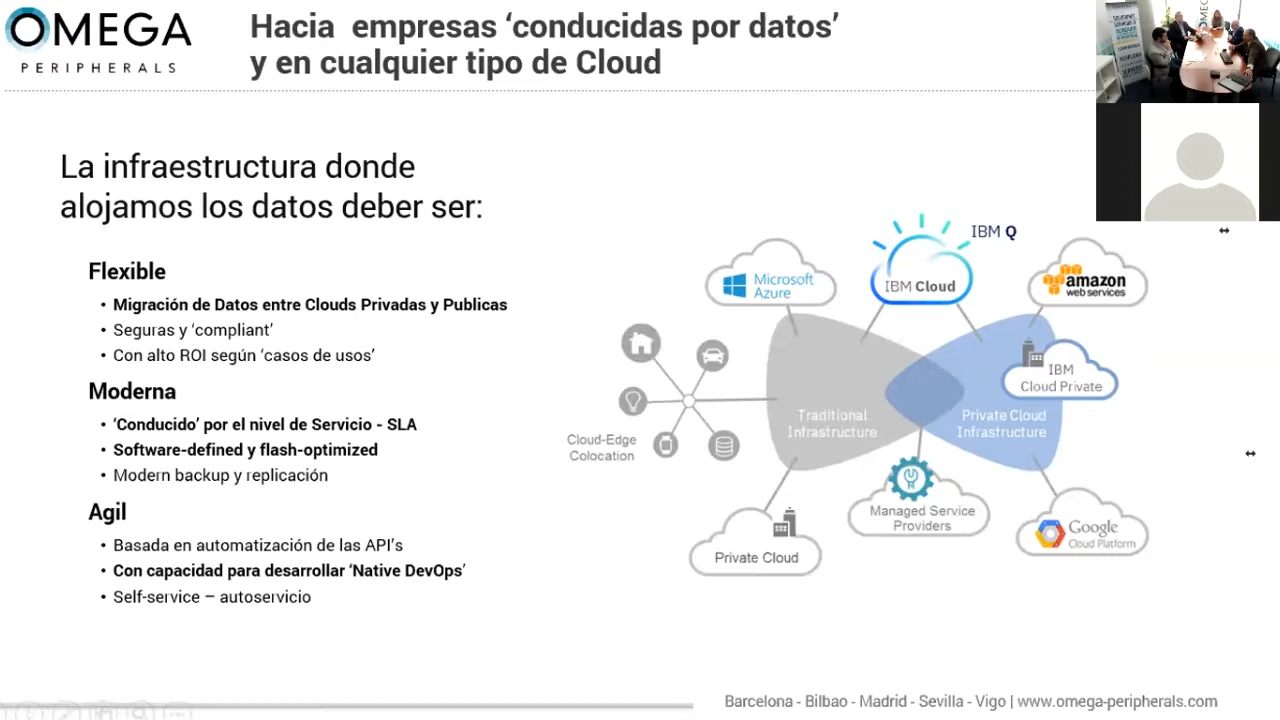 OMEGA
PERIPHERALS
Hacia empresas ‘conducidas por datos’
y en cualquier tipo de Cloud
La infraestructura donde
alojamos los datos deber ser:
Flexible
• Migración de Datos entre Clouds Privadas y Publicas
• Seguras y ‘compliant’
• Con alto ROI según ‘casos de usos’
Moderna
• ‘Conducido’ por el nivel de Servicio - SLA
• Software-defined y flash-optimized
• Modern backup y replicación
Agil
• Basada en automatización de las API’s
• Con capacidad para desarrollar ‘Native DevOps’
• Self-service – autoservicio
IBM Q
Microsoft
Azure
IBM Cloud
amazon
web services
IBM
Cloud Private
Traditional
Infrastructure
Private Cloud
Infrastructure
Cloud-Edge
Colocation
Managed Service
Providers
Private Cloud
Google
Cloud Platform
Barcelona - Bilbao - Madrid - Sevilla - Vigo | www.omega-peripherals.com